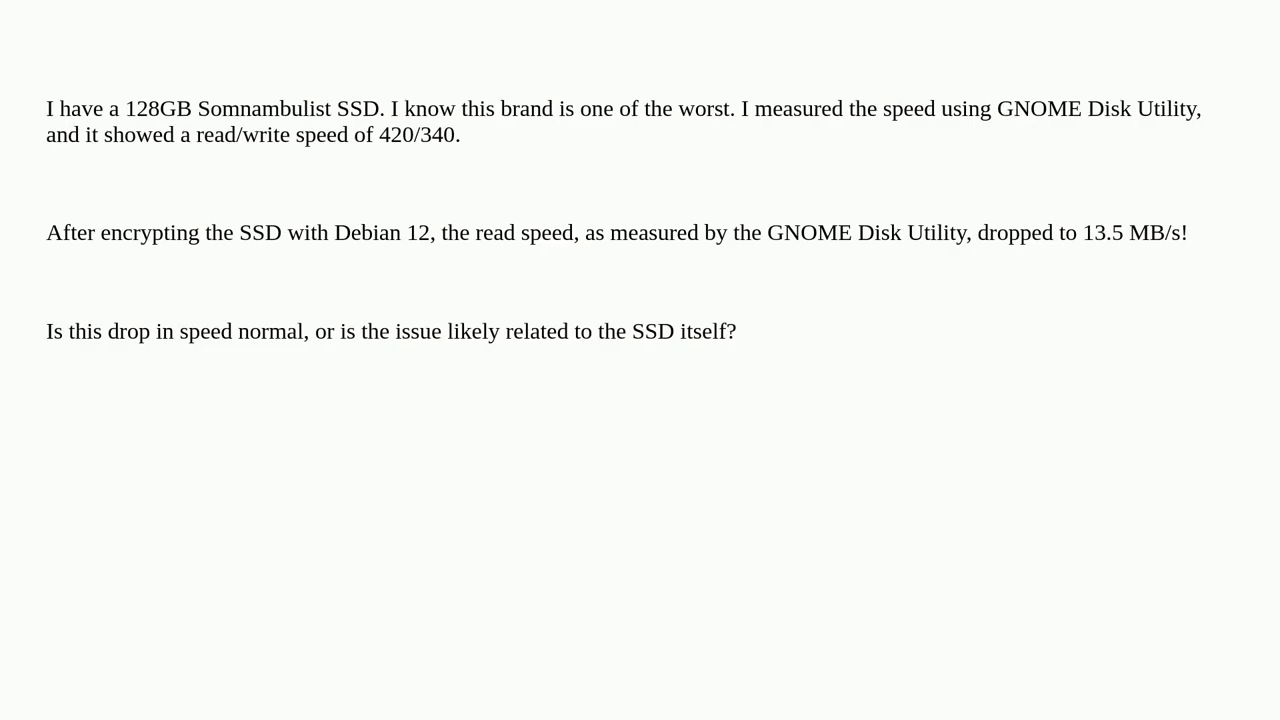 I have a 128GB Somnambulist SSD. I know this brand is one of the worst. I measured the speed using GNOME Disk Utility,
and it showed a read/write speed of 420/340.
After encrypting the SSD with Debian 12, the read speed, as measured by the GNOME Disk Utility, dropped to 13.5 MB/s!
Is this drop in speed normal, or is the issue likely related to the SSD itself?